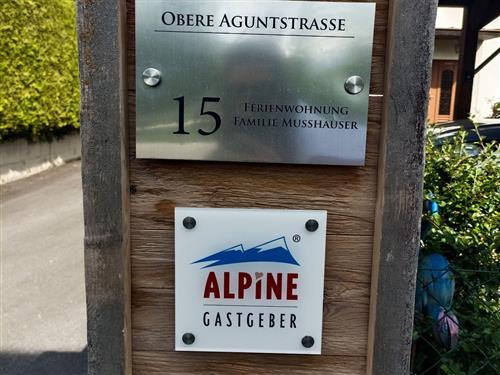 OBERE AGUNTSTRASSE
15 FERIENWOHNUNG
FAMILIE MUSSHAUSER
®
ALPINE
GASTGEBER